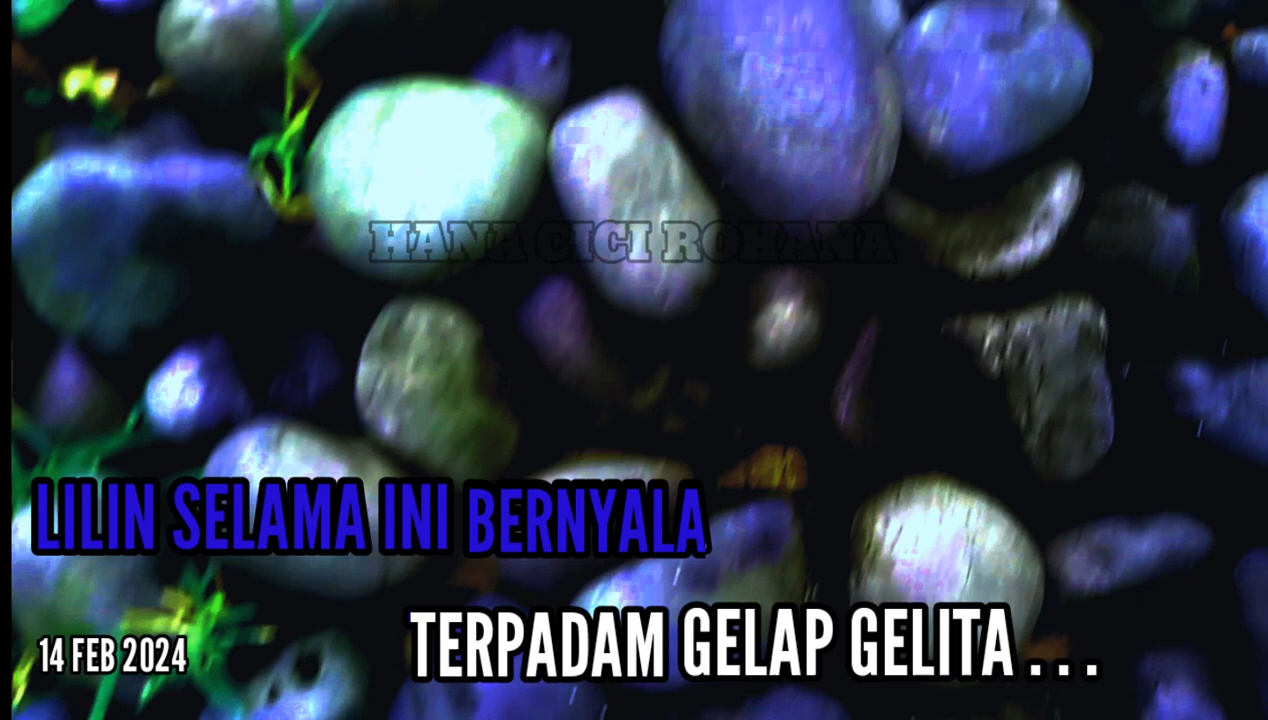 HANA CICI ROHANA
LILIN SELAMA INI BERNYALA
TERPADAM GELAP GELITA . . .
14 FEB 2024